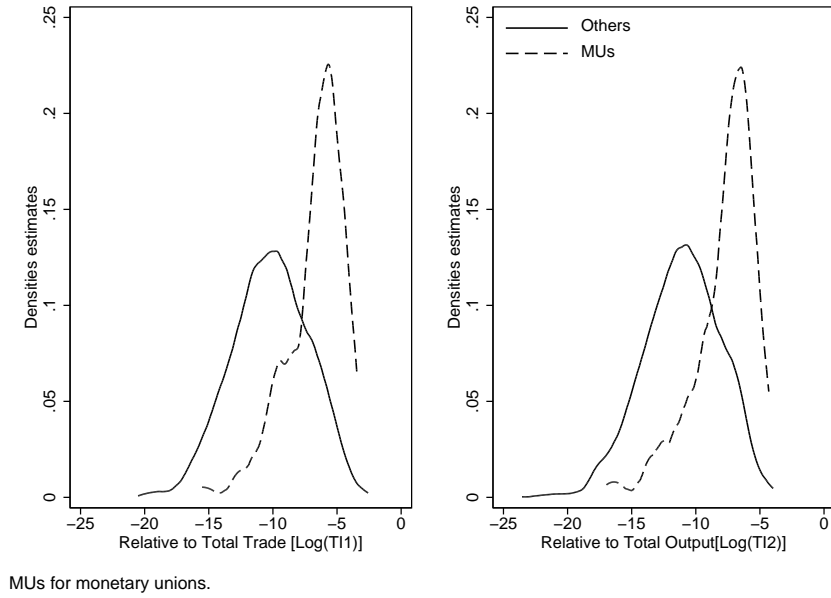 Others
MUs
Densities estimates
0
.05
.1
.15
.2
.25
−25 −20 −15 −10 −5 0
Relative to Total Trade [Log(TI1)]
Densities estimates
0
.05
.1
.15
.2
.25
−25 −20 −15 −10 −5 0
Relative to Total Output[Log(TI2)]
MUs for monetary unions.